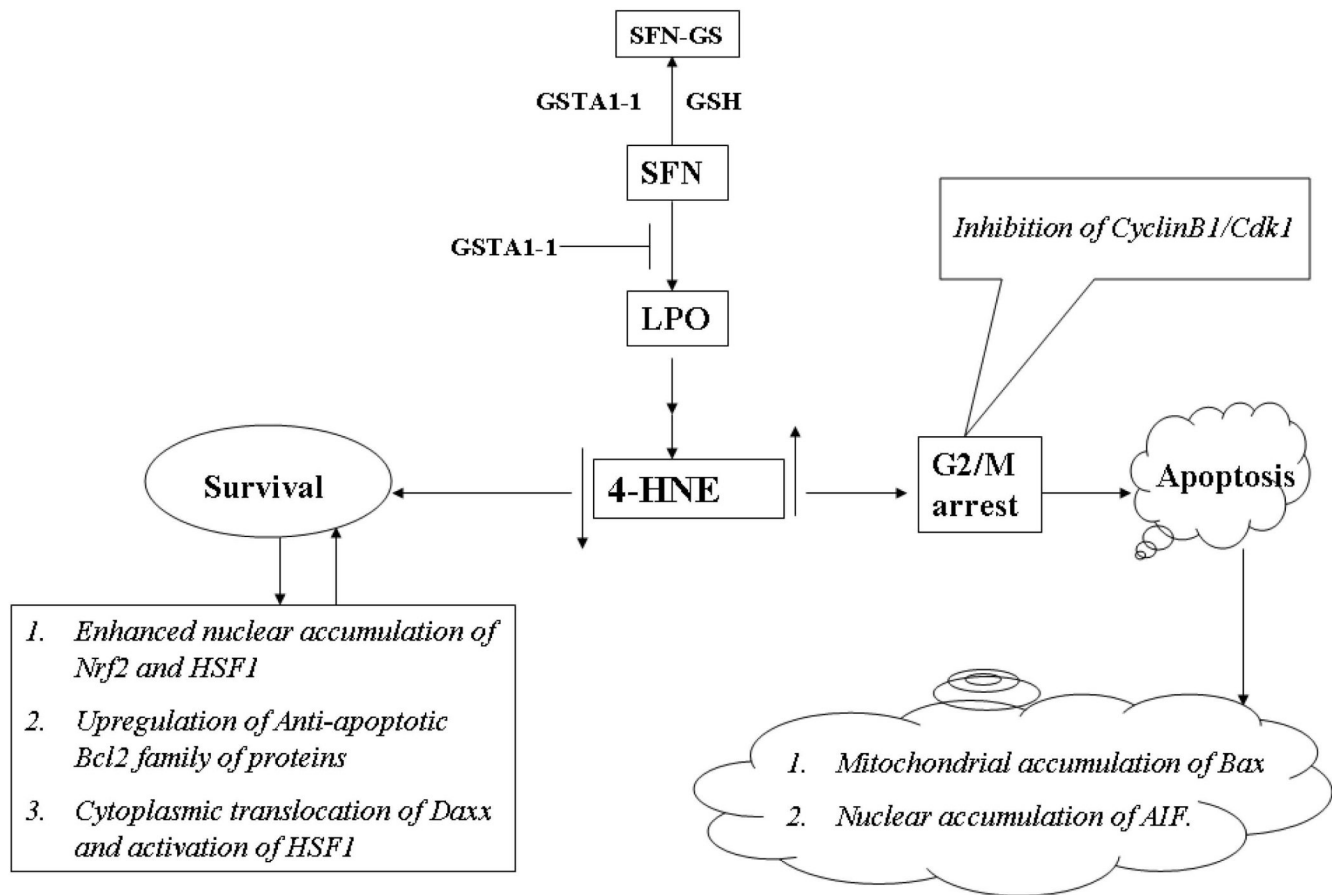 SFN-GS
GSTA1-1 GSH
SFN
GSTA1-1
LPO
Inhibition of CyclinB1/Cdk1
Survival
4-HNE
G2/M
arrest
Apoptosis
1. Enhanced nuclear accumulation of
Nrf2 and HSF1
2. Upregulation of Anti-apoptotic
Bcl2 family of proteins
3. Cytoplasmic translocation of Daxx
and activation of HSF1
1. Mitochondrial accumulation of Bax
2. Nuclear accumulation of AIF.